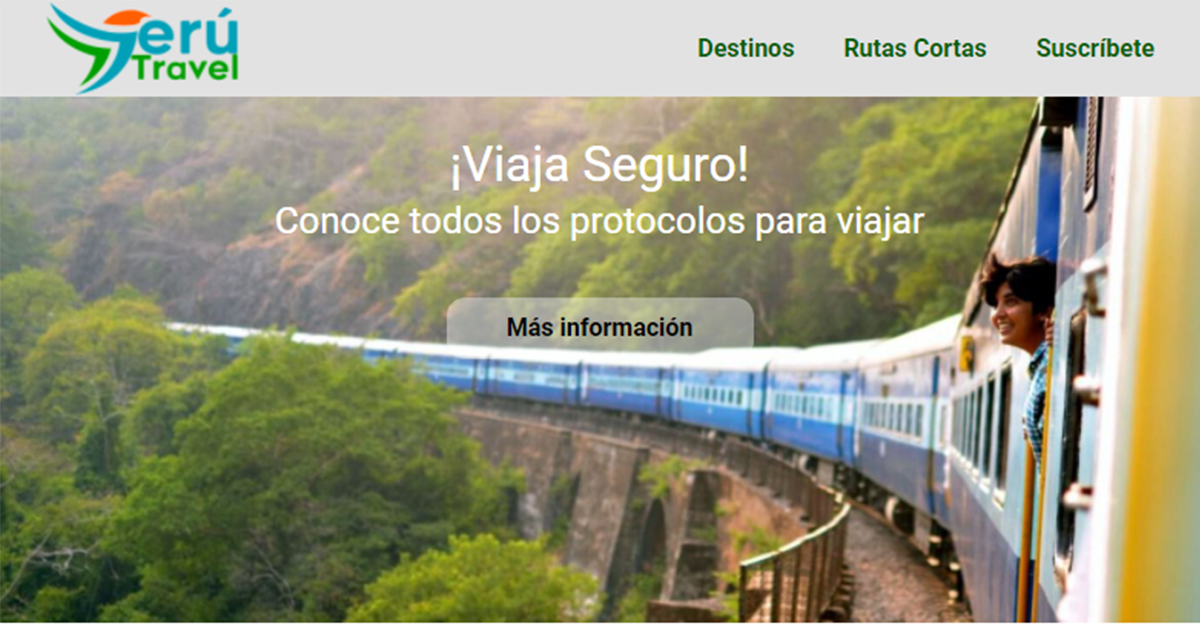 Perú
Travel
Destinos
Rutas Cortas
Suscríbete
¡Viaja Seguro!
Conoce todos los protocolos para viajar
Más información